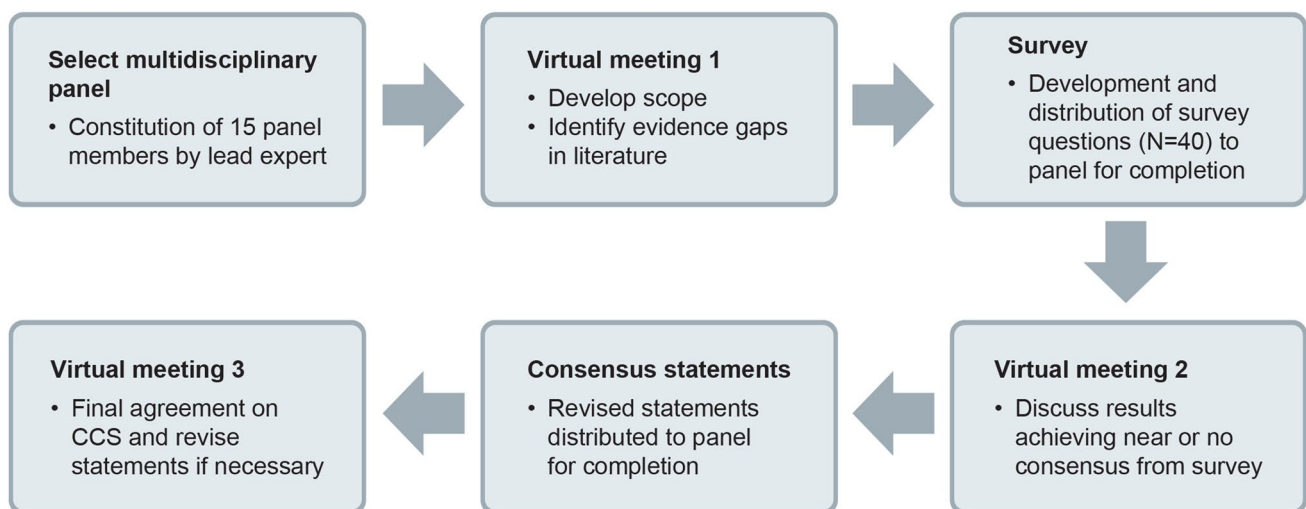 Select multidisciplinary
panel
• Constitution of 15 panel
members by lead expert
Virtual meeting 1
• Develop scope
• Identify evidence gaps
in literature
Survey
• Development and
distribution of survey
questions (N=40) to
panel for completion
Virtual meeting 2
• Discuss results
achieving near or no
consensus from survey
Consensus statements
• Revised statements
distributed to panel
for completion
Virtual meeting 3
• Final agreement on
CCS and revise
statements if necessary